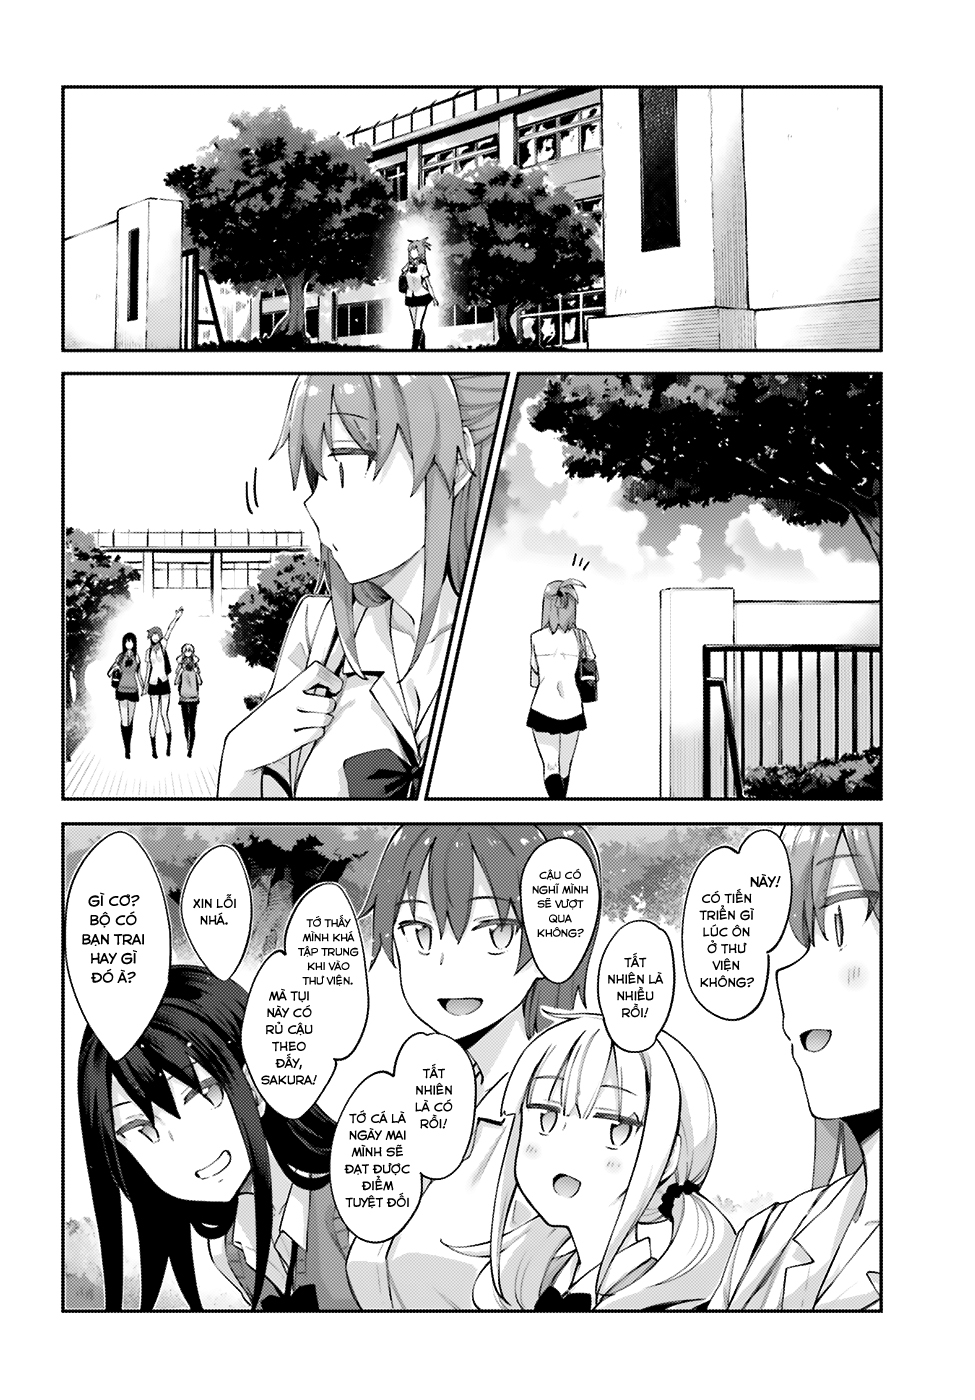 NÀY!
CÓ TIẾN
TRIỂN GÌ
LÚC ÔN
Ở THƯ
VIỆN
KHÔNG?
TẤT
NHIÊN LÀ
NHIỀU
RỒI!
CẬU CÓ
NGHĨ MÌNH
SẼ VƯỢT
QUA
KHÔNG?
TẤT
NHIÊN
LÀ CÓ
RỒI!
TỚ CÁ LÀ
NGÀY MAI
MÌNH SẼ
ĐẠT ĐƯỢC
ĐIỂM
TUYỆT ĐỐI
TỚ THẤY
MÌNH KHÁ
TẬP TRUNG
KHI VÀO
THƯ VIỆN.
MÀ TỤI
NÀY CÓ
RỦ CẬU
THEO
ĐẤY,
SAKURA!
XIN LỖI
NHÁ.
GÌ CƠ?
BỘ CÓ
BẠN TRAI
HAY GÌ
ĐÓ À?